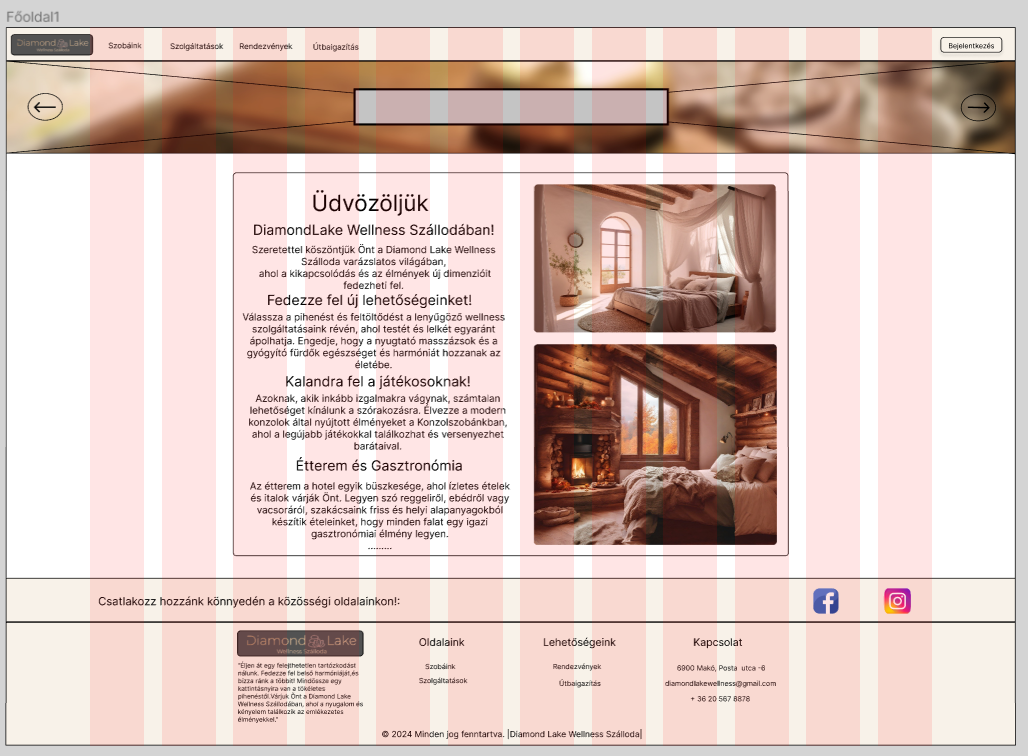 Főoldal1
Diamond Lake
Wellness Szálloda
Szobáink
Szolgáltatások
Rendezvények
Útbaigazítás
Bejelentkezés
Üdvözöljük
DiamondLake Wellness Szállodában!
Szeretettel köszöntjük Önt a Diamond Lake Wellness
Szálloda varázslatos világában,
ahol a kikapcsolódás és az élmények új dimenzióit
fedezheti fel.
Fedezze fel új lehetőségeinket!
Válassza a pihenést és feltöltődést a lenyűgöző wellness
szolgáltatásaink révén, ahol testét és lelkét egyaránt
ápolhatja. Engedje, hogy a nyugtató masszázsok és a
gyógyító fürdők egészséget és harmóniát hozzanak az
életébe.
Kalandra fel a játékosoknak!
Azoknak, akik inkább izgalmakra vágynak, számtalan
lehetőséget kínálunk a szórakozásra. Élvezze a modern
konzolok által nyújtott élményeket a Konzolszobánkban,
ahol a legújabb játékokkal találkozhat és versenyezhet
barátaival.
Étterem és Gasztronómia
Az étterem a hotel egyik büszkesége, ahol ízletes ételek
és italok várják Önt. Legyen szó reggeliről, ebédről vagy
vacsoráról, szakácsaink friss és helyi alapanyagokból
készítik ételeinket, hogy minden falat egy igazi
gasztronómiai élmény legyen.
.........
Csatlakozz hozzánk könnyedén a közösségi oldalainkon!:
Diamond Lake
Wellness Szálloda
"Éljen át egy felejthetetlen tartózkodást
nálunk. Fedezze fel belső harmóniáját,és
bízza ránk a többit! Mindössze egy
kattintásnyira van a tökéletes
pihenéstől.Várjuk Önt a Diamond Lake
Wellness Szállodában, ahol a nyugalom és
kényelem találkozik az emlékezetes
élményekkel."
Oldalaink
Szobáink
Szolgáltatások
Lehetőségeink
Rendezvények
Útbaigazítás
Kapcsolat
6900 Makó, Posta utca -6
diamondlakewellness@gmail.com
+ 36 20 567 8876
© 2024 Minden jog fenntartva. |Diamond Lake Wellness Szálloda|